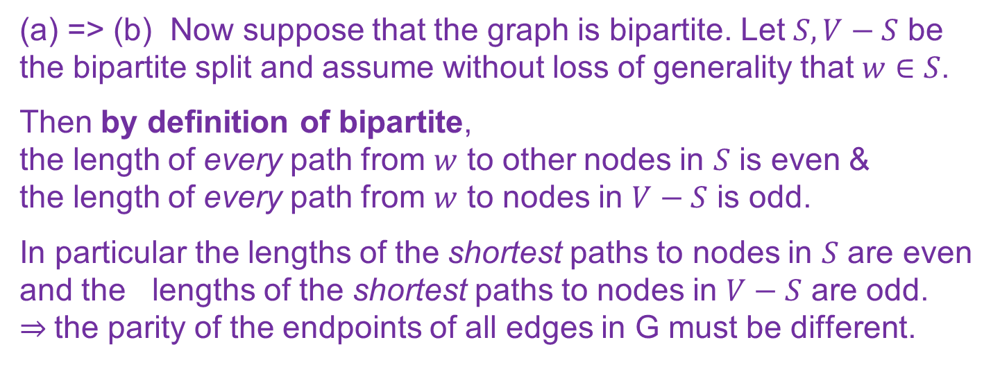 (a) => (b) Now suppose that the graph is bipartite. Let S, V − S be
the bipartite split and assume without loss of generality that w ∈ S.
Then by definition of bipartite,
the length of every path from w to other nodes in S is even &
the length of every path from w to nodes in V − S is odd.
In particular the lengths of the shortest paths to nodes in S are even
and the lengths of the shortest paths to nodes in V − S are odd.
⇒ the parity of the endpoints of all edges in G must be different.